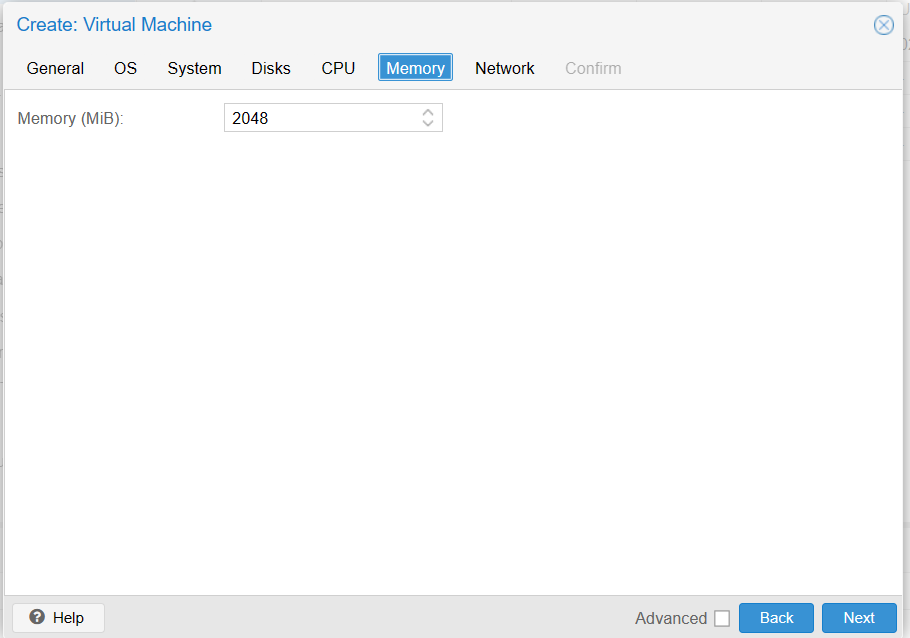 Create: Virtual Machine
General OS System Disks CPU Memory Network Confirm
Memory (MiB): 2048
Help Advanced Back Next